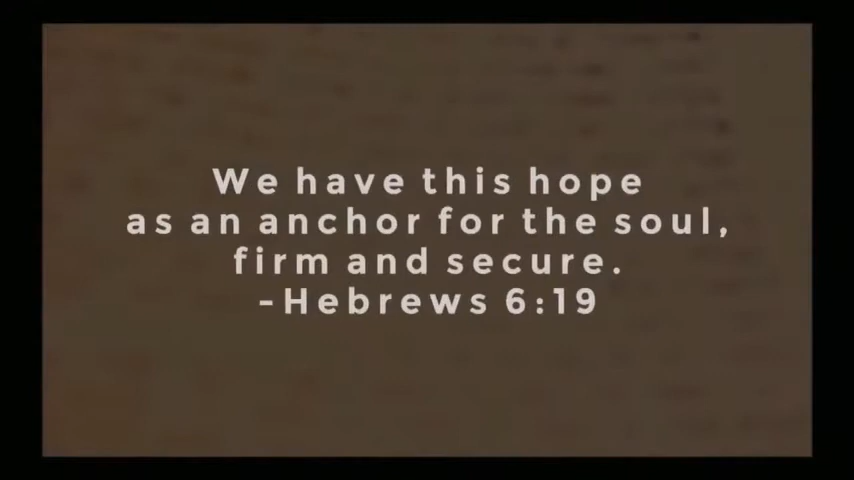 We have this hope
as an anchor for the soul,
firm and secure.
-Hebrews 6:19